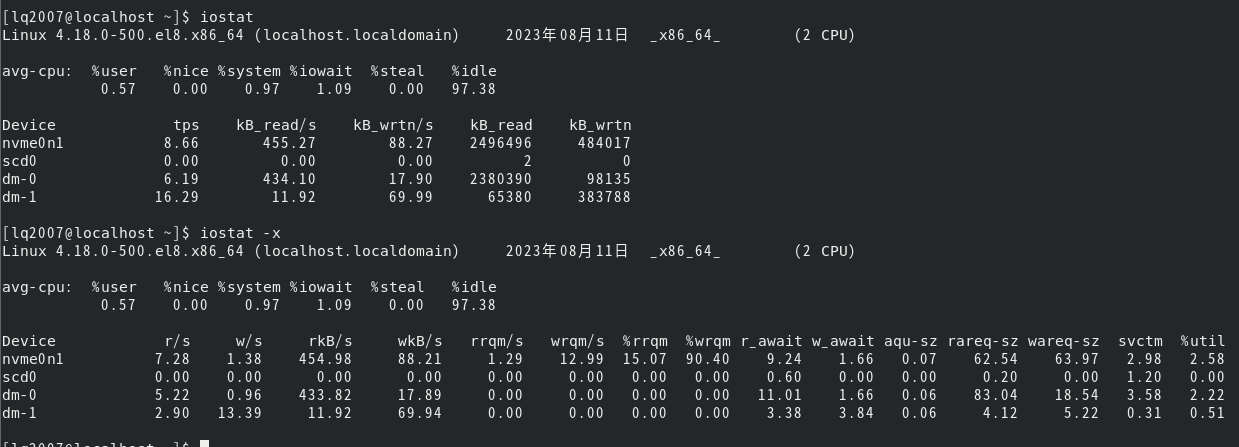 [lq2007@localhost ~]$ iostat
Linux 4.18.0-500.el8.x86_64 (localhost.localdomain) 2023年08月11日 _x86_64_ (2 CPU)
avg-cpu: %user %nice %system %iowait %steal %idle
0.57 0.00 0.97 1.09 0.00 97.38
Device tps kB_read/s kB_wrtn/s kB_read kB_wrtn
nvme0n1 8.66 455.27 88.27 2496496 484017
scd0 0.00 0.00 0.00 2 0
dm-0 6.19 434.10 17.90 2380390 98135
dm-1 16.29 11.92 69.99 65380 383788
[lq2007@localhost ~]$ iostat -x
Linux 4.18.0-500.el8.x86_64 (localhost.localdomain) 2023年08月11日 _x86_64_ (2 CPU)
avg-cpu: %user %nice %system %iowait %steal %idle
0.57 0.00 0.97 1.09 0.00 97.38
Device r/s w/s rkB/s wkB/s rrqm/s wrqm/s %rrqm %wrqm r_await w_await aqu-sz rareq-sz wareq-sz svctm %util
nvme0n1 7.28 1.38 454.98 88.21 1.29 12.99 15.07 90.40 9.24 1.66 0.07 62.54 63.97 2.98 2.58
scd0 0.00 0.00 0.00 0.00 0.00 0.00 0.00 0.00 0.60 0.00 0.00 0.20 0.00 1.20 0.00
dm-0 5.22 0.96 433.82 17.89 0.00 0.00 0.00 0.00 11.01 1.66 0.06 83.04 18.54 3.58 2.22
dm-1 2.90 13.39 11.92 69.94 0.00 0.00 0.00 0.00 3.38 3.84 0.06 4.12 5.22 0.31 0.51
[lq2007@localhost ~]$